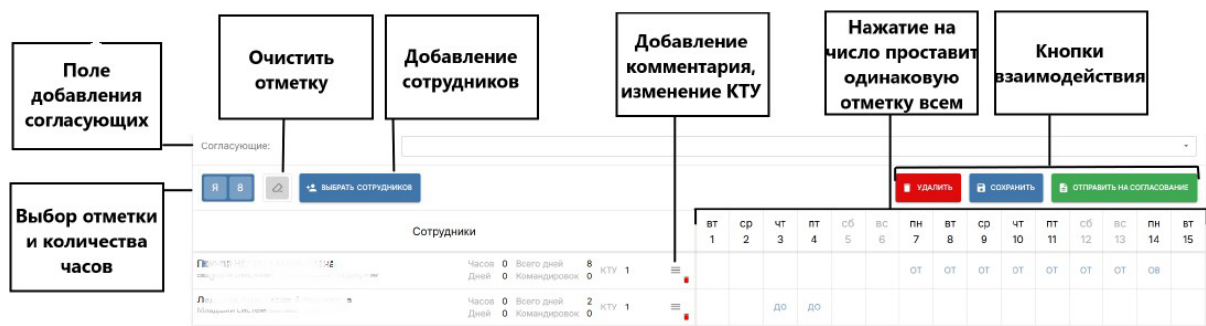 Поле
добавления
согласующих
Очистить
отметку
Добавление
сотрудников
Добавление
комментария,
изменение КТУ
Нажатие на
число проставит
одинаковую
отметку всем
Кнопки
взаимодействия
Выбор отметки
и количества
часов
Согласующие:
Я 8
ВЫБРАТЬ СОТРУДНИКОВ
УДАЛИТЬ
СОХРАНИТЬ
ОТПРАВИТЬ НА СОГЛАСОВАНИЕ
Сотрудники
вт ср чт пт сб вс пн вт ср чт пт сб вс пн вт
1 2 3 4 5 6 7 8 9 10 11 12 13 14 15
Часов 0 Всего дней 8
Дней 0 Командировок 0
КТУ 1
ОТ ОТ ОТ ОТ ОТ ОТ ОТ ОВ
Часов 0 Всего дней 2
Дней 0 Командировок 0
КТУ 1
ДО ДО